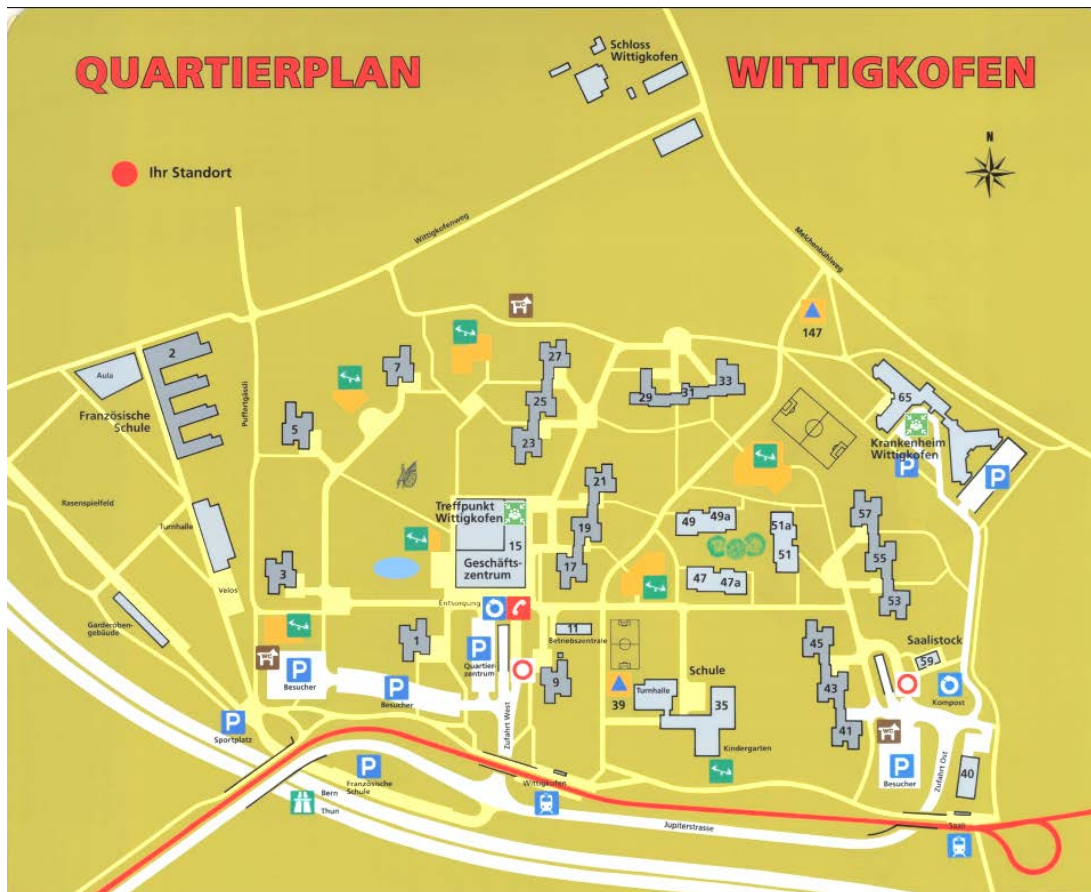 QUARTIERPLAN WITTIGKOFEN
Schloss
Wittigkofen
N
Ihr Standort
Wittigkofenweg
Melchenbühlweg
WC
147
2
Aula
Französische
Schule
Puffertgässli
7
5
27
25
23
29
31
33
65
Krankenheim
Wittigkofen
P
P
Rasenspielfeld
Turnhalle
Treffpunkt
Wittigkofen
15
Geschäfts-
zentrum
21
19
17
49
49a
51a
51
47
47a
57
55
53
3
Velos
Garderoben-
gebäude
Entsorgung
1
P
Quartier-
zentrum
11
Betriebszentrale
9
45
43
41
Saalistock
59
Kompost
WC
P
Besucher
P
Besucher
Zufahrt West
39
Schule
Turnhalle
35
Kindergarten
WC
P
Besucher
Zufahrt Ost
40
P
Sportplatz
P
Französische
Schule
Bern
Thun
Wittigkofen
Jupiterstrasse
Saali